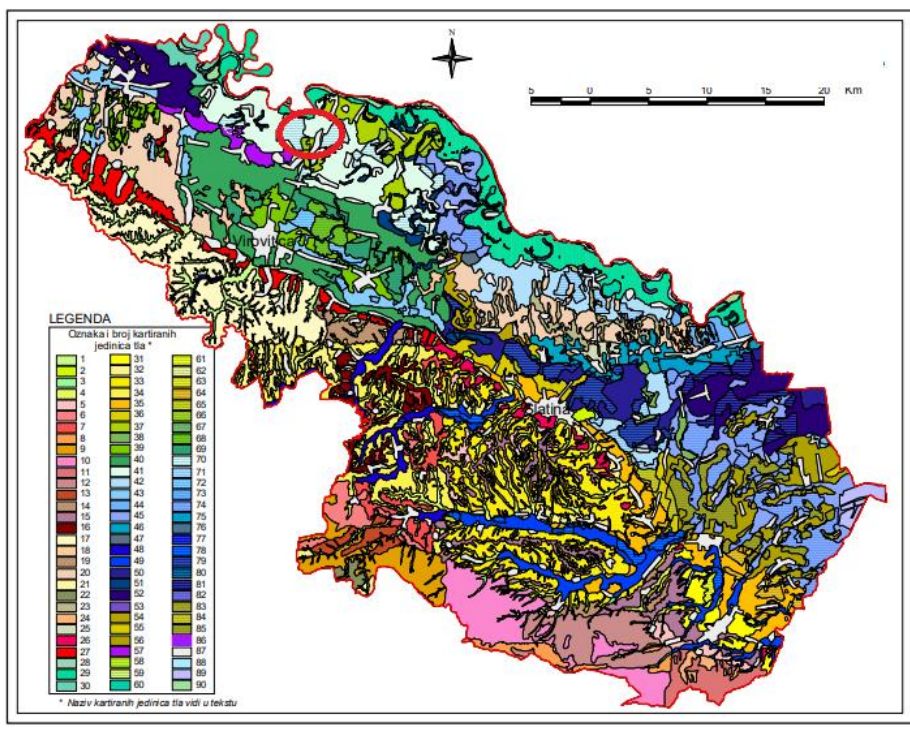 N
5 0 5 10 15 20 Km
Virovitica
Slatina
LEGENDA
Oznaka i broj kartiranih
jedinica tla *
1 31 61
2 32 62
3 33 63
4 34 64
5 35 65
6 36 66
7 37 67
8 38 68
9 39 69
10 40 70
11 41 71
12 42 72
13 43 73
14 44 74
15 45 75
16 46 76
17 47 77
18 48 78
19 49 79
20 50 80
21 51 81
22 52 82
23 53 83
24 54 84
25 55 85
26 56 86
27 57 87
28 58 88
29 59 89
30 60 90
* Naziv kartiranih jedinica tla vidi u tekstu